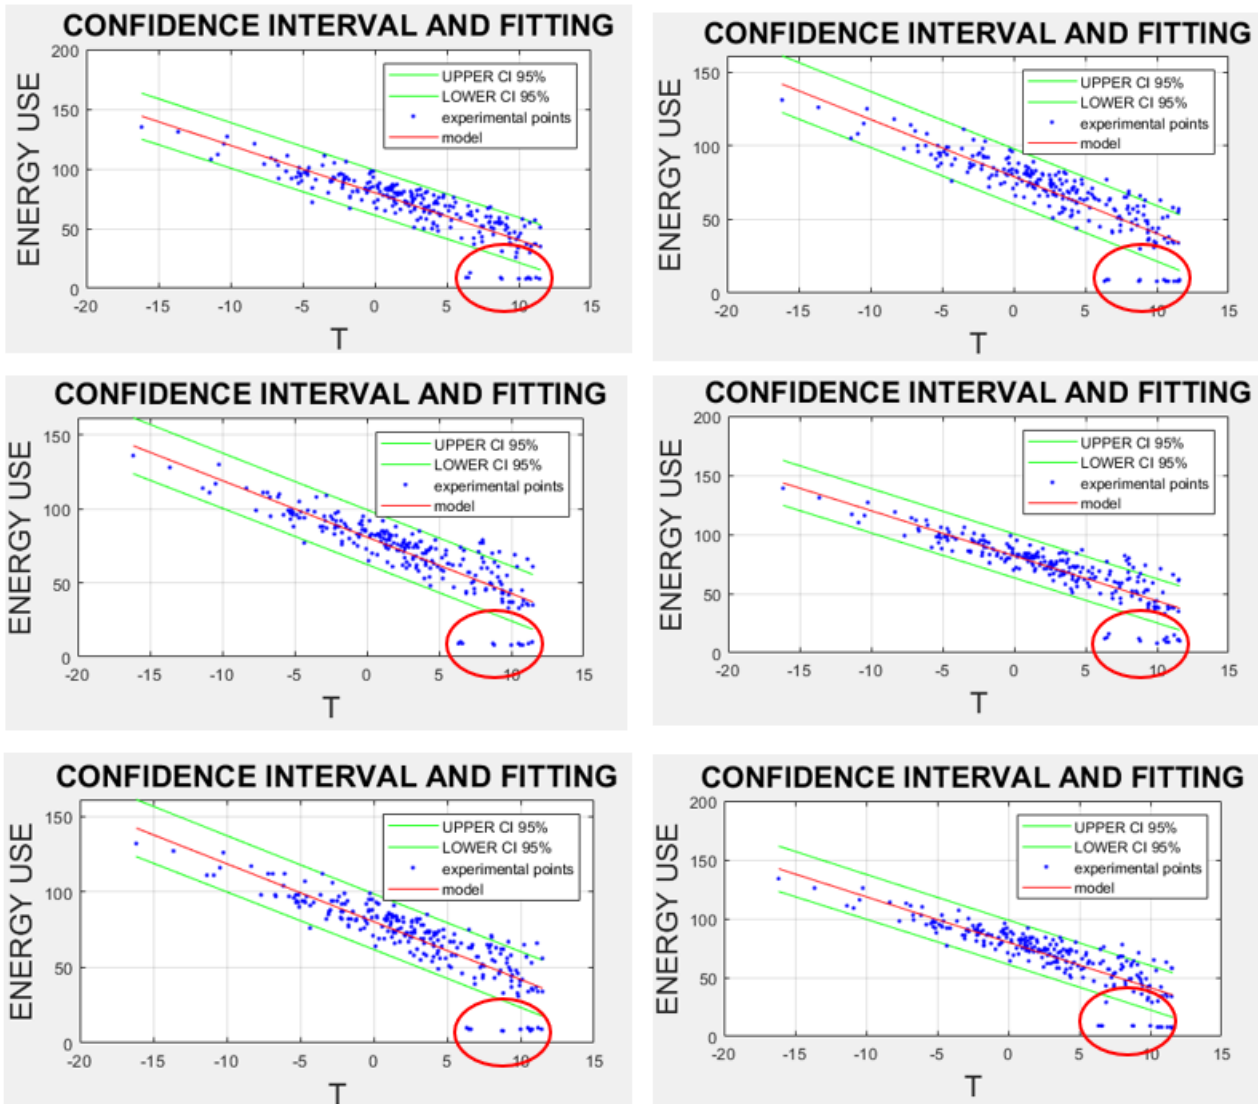 CONFIDENCE INTERVAL AND FITTING
200
150
100
50
0
ENERGY USE
UPPER CI 95%
LOWER CI 95%
experimental points
model
-20 -15 -10 -5 0 5 10 15
T
CONFIDENCE INTERVAL AND FITTING
150
100
50
0
ENERGY USE
UPPER CI 95%
LOWER CI 95%
experimental points
model
-20 -15 -10 -5 0 5 10 15
T
CONFIDENCE INTERVAL AND FITTING
150
100
50
0
ENERGY USE
UPPER CI 95%
LOWER CI 95%
experimental points
model
-20 -15 -10 -5 0 5 10 15
T
CONFIDENCE INTERVAL AND FITTING
200
150
100
50
0
ENERGY USE
UPPER CI 95%
LOWER CI 95%
experimental points
model
-20 -15 -10 -5 0 5 10 15
T
CONFIDENCE INTERVAL AND FITTING
150
100
50
0
ENERGY USE
UPPER CI 95%
LOWER CI 95%
experimental points
model
-20 -15 -10 -5 0 5 10 15
T
CONFIDENCE INTERVAL AND FITTING
200
150
100
50
0
ENERGY USE
UPPER CI 95%
LOWER CI 95%
experimental points
model
-20 -15 -10 -5 0 5 10 15
T